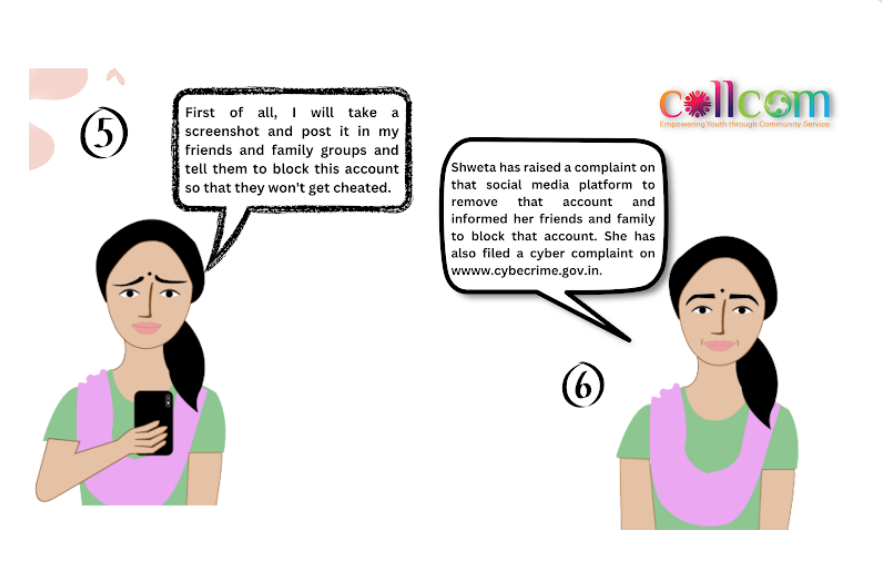 5
First of all, I will take a
screenshot and post it in my
friends and family groups and
tell them to block this account
so that they won't get cheated.
collcom
Empowering Youth through Community Service
Shweta has raised a complaint on
that social media platform to
remove that account and
informed her friends and family
to block that account. She has
also filed a cyber complaint on
wwww.cybecrime.gov.in.
6